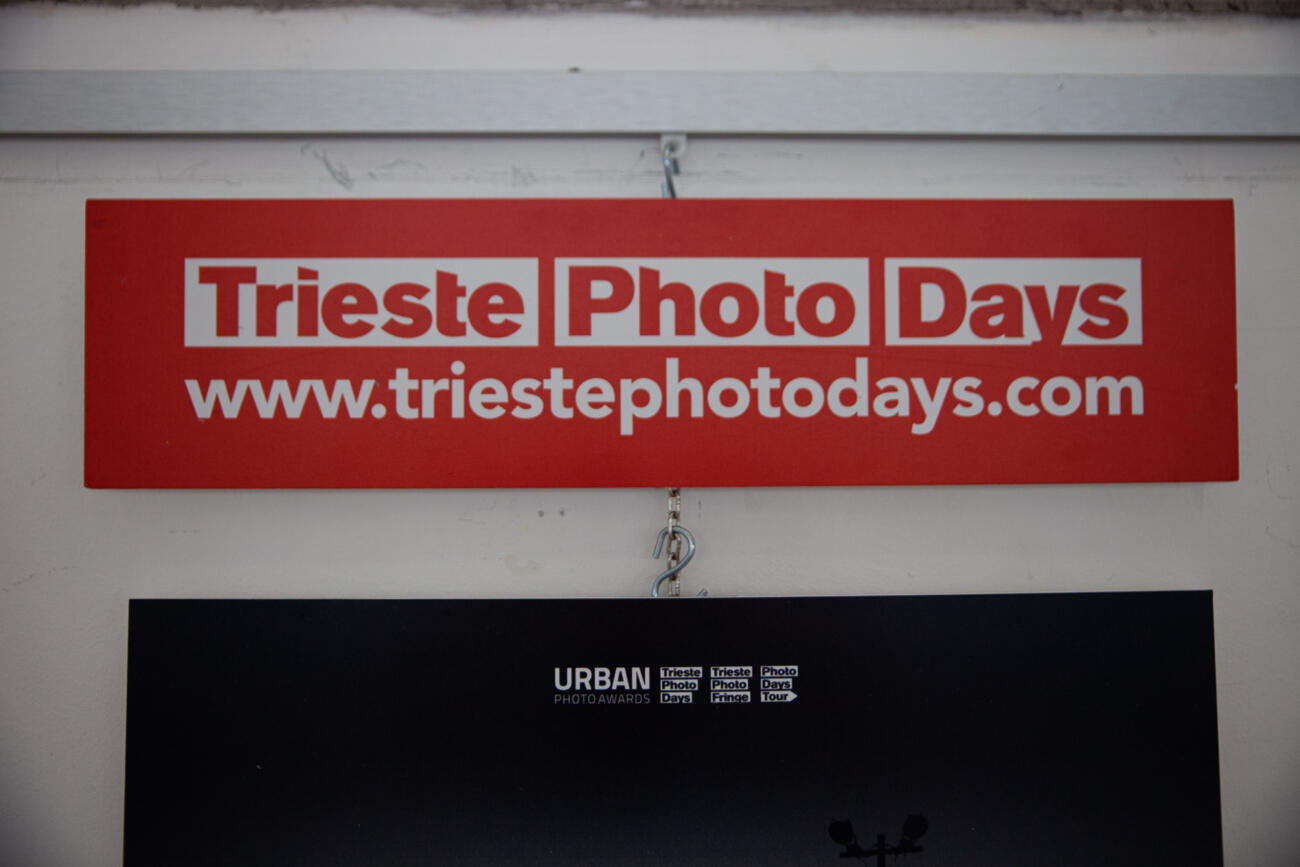 Trieste Photo Days
www.triestephotodays.com
URBAN
PHOTO AWARDS
Trieste
Photo
Days
Trieste
Photo
Fringe
Photo
Days
Tour